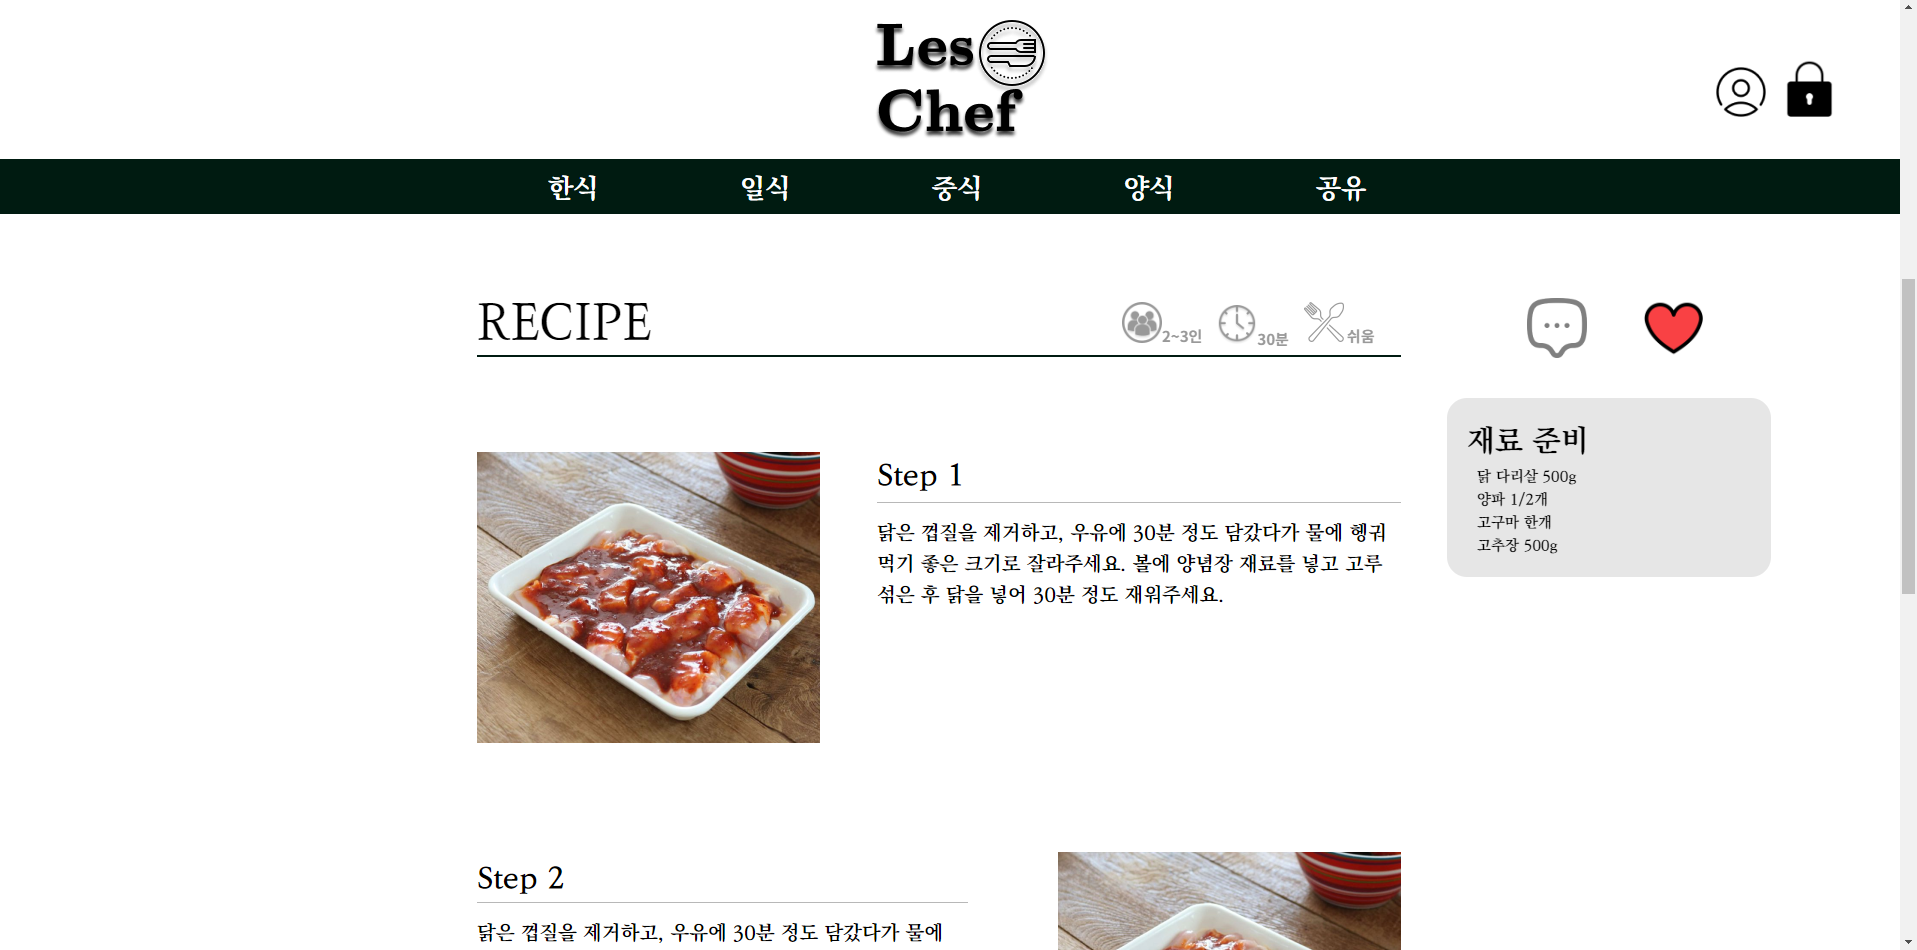 Les
Chef
한식 일식 중식 양식 공유
RECIPE
2~3인 30분 쉬움
재료 준비
닭 다리살 500g
양파 1/2개
고구마 한개
고추장 500g
Step 1
닭은 껍질을 제거하고, 우유에 30분 정도 담갔다가 물에 헹궈
먹기 좋은 크기로 잘라주세요. 볼에 양념장 재료를 넣고 고루
섞은 후 닭을 넣어 30분 정도 재워주세요.
Step 2
닭은 껍질을 제거하고, 우유에 30분 정도 담갔다가 물에